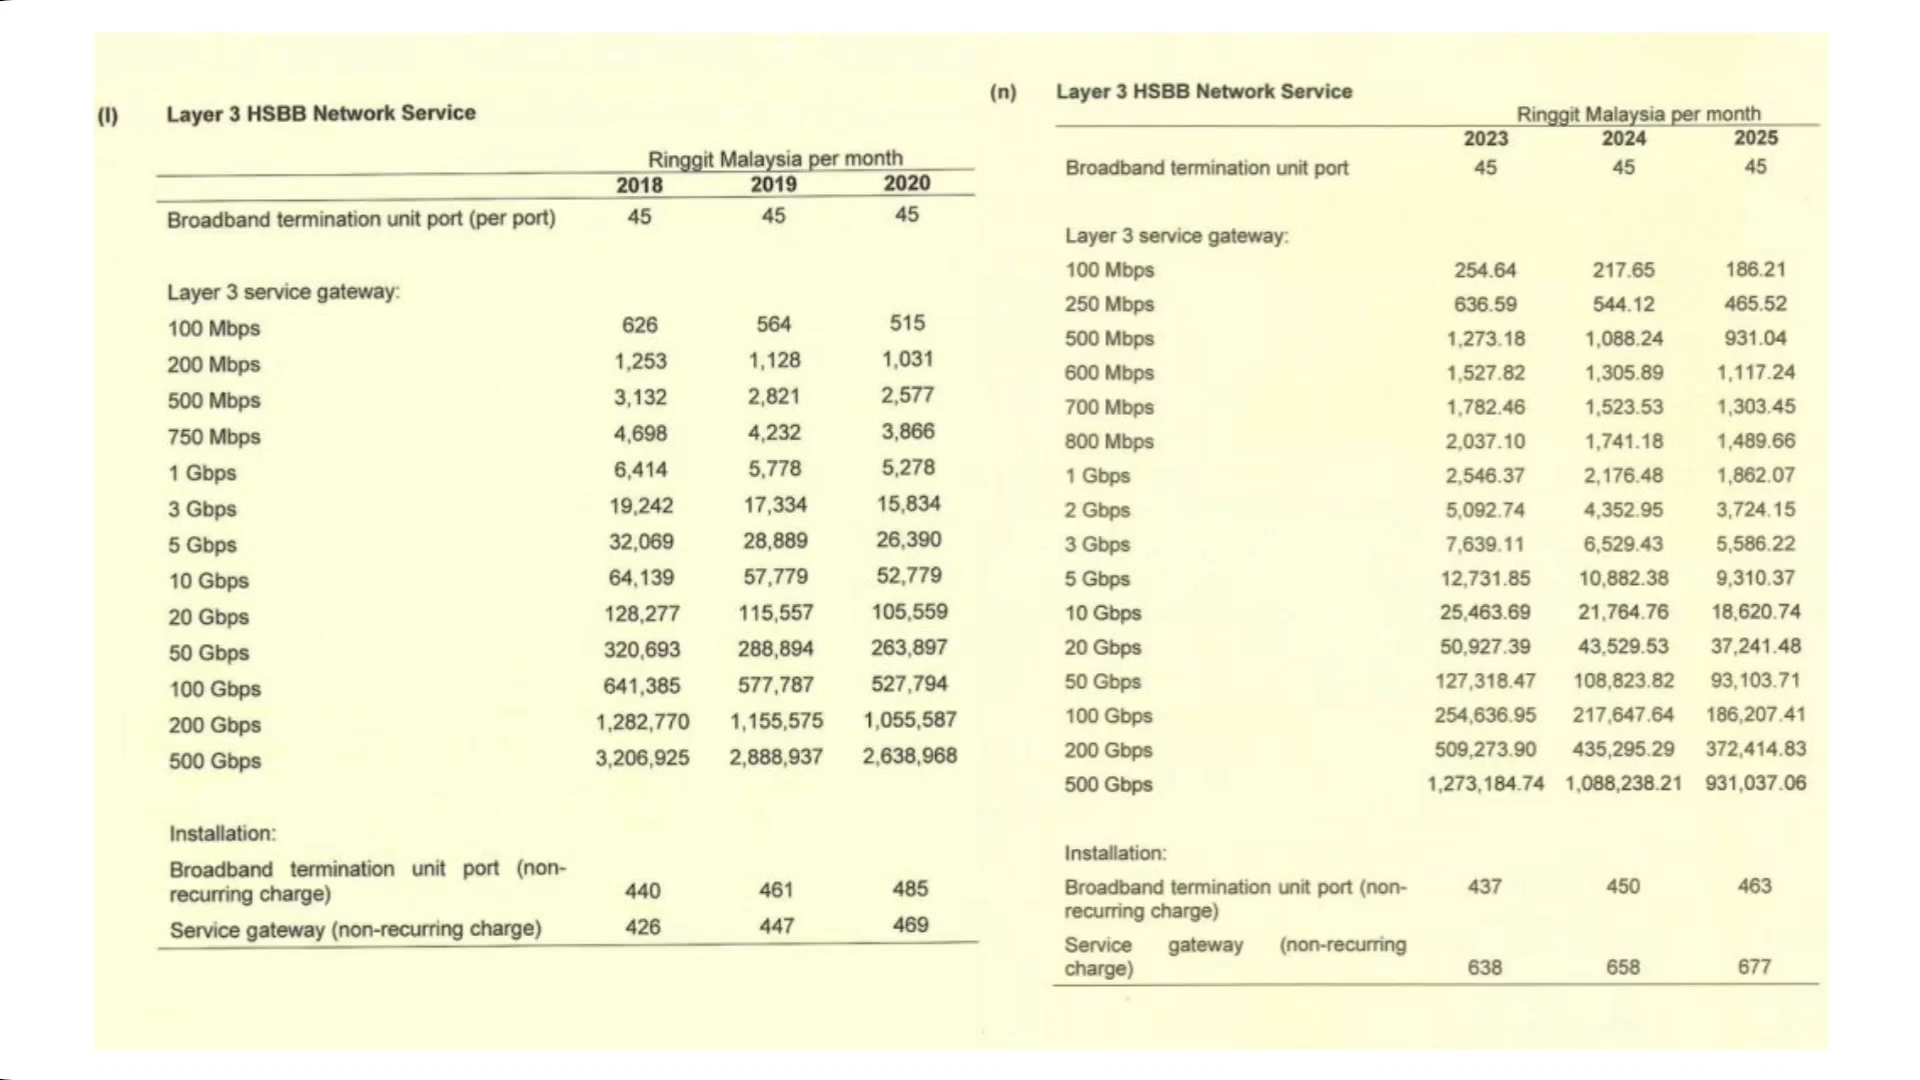 (l) Layer 3 HSBB Network Service
Ringgit Malaysia per month
2018 2019 2020
Broadband termination unit port (per port) 45 45 45
Layer 3 service gateway:
100 Mbps 626 564 515
200 Mbps 1,253 1,128 1,031
500 Mbps 3,132 2,821 2,577
750 Mbps 4,698 4,232 3,866
1 Gbps 6,414 5,778 5,278
3 Gbps 19,242 17,334 15,834
5 Gbps 32,069 28,889 26,390
10 Gbps 64,139 57,779 52,779
20 Gbps 128,277 115,557 105,559
50 Gbps 320,693 288,894 263,897
100 Gbps 641,385 577,787 527,794
200 Gbps 1,282,770 1,155,575 1,055,587
500 Gbps 3,206,925 2,888,937 2,638,968
Installation:
Broadband termination unit port (non-
recurring charge) 440 461 485
Service gateway (non-recurring charge) 426 447 469
(n) Layer 3 HSBB Network Service
Ringgit Malaysia per month
2023 2024 2025
Broadband termination unit port 45 45 45
Layer 3 service gateway:
100 Mbps 254.64 217.65 186.21
250 Mbps 636.59 544.12 465.52
500 Mbps 1,273.18 1,088.24 931.04
600 Mbps 1,527.82 1,305.89 1,117.24
700 Mbps 1,782.46 1,523.53 1,303.45
800 Mbps 2,037.10 1,741.18 1,489.66
1 Gbps 2,546.37 2,176.48 1,862.07
2 Gbps 5,092.74 4,352.95 3,724.15
3 Gbps 7,639.11 6,529.43 5,586.22
5 Gbps 12,731.85 10,882.38 9,310.37
10 Gbps 25,463.69 21,764.76 18,620.74
20 Gbps 50,927.39 43,529.53 37,241.48
50 Gbps 127,318.47 108,823.82 93,103.71
100 Gbps 254,636.95 217,647.64 186,207.41
200 Gbps 509,273.90 435,295.29 372,414.83
500 Gbps 1,273,184.74 1,088,238.21 931,037.06
Installation:
Broadband termination unit port (non- 437 450 463
recurring charge)
Service gateway (non-recurring
charge) 638 658 677